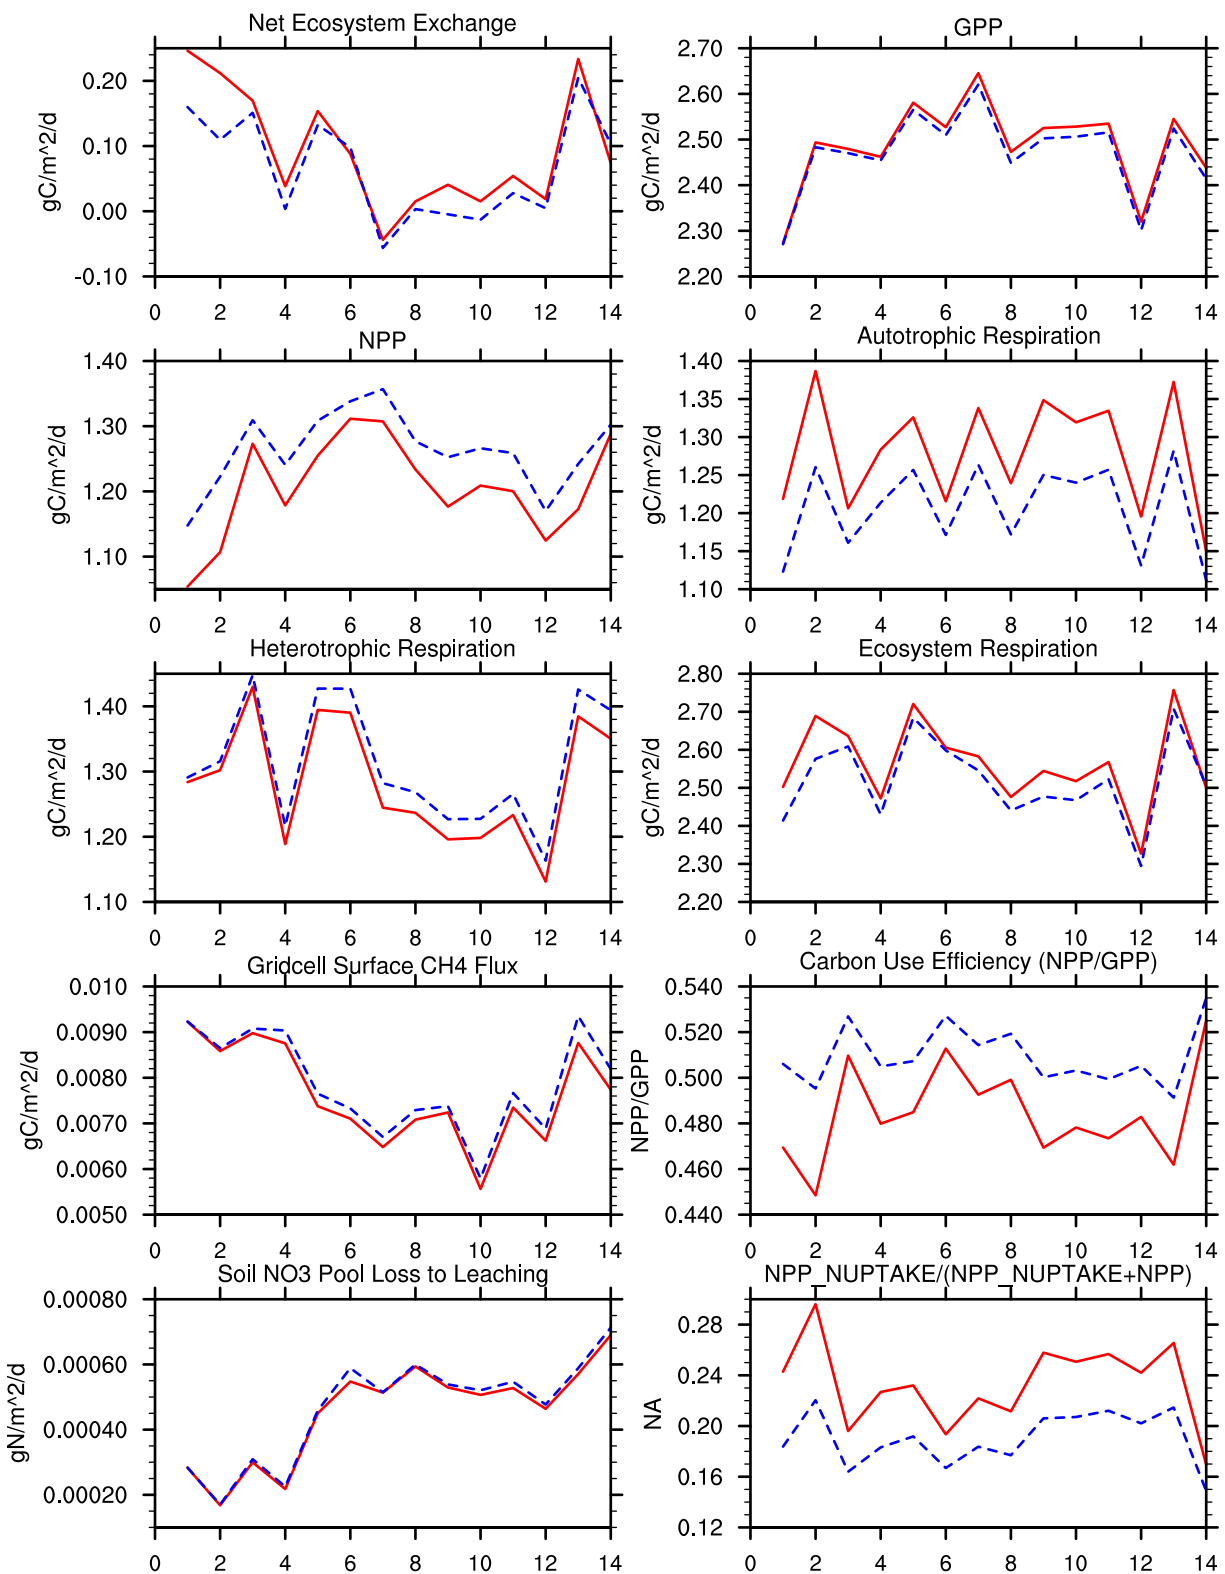 Net Ecosystem Exchange
gC/m^2/d
0.20
0.10
0.00
-0.10
0 2 4 6 8 10 12 14
GPP
gC/m^2/d
2.70
2.60
2.50
2.40
2.30
2.20
0 2 4 6 8 10 12 14
NPP
gC/m^2/d
1.40
1.30
1.20
1.10
0 2 4 6 8 10 12 14
Autotrophic Respiration
gC/m^2/d
1.40
1.35
1.30
1.25
1.20
1.15
1.10
0 2 4 6 8 10 12 14
Heterotrophic Respiration
gC/m^2/d
1.40
1.30
1.20
1.10
0 2 4 6 8 10 12 14
Ecosystem Respiration
gC/m^2/d
2.80
2.70
2.60
2.50
2.40
2.30
2.20
0 2 4 6 8 10 12 14
Gridcell Surface CH4 Flux
gC/m^2/d
0.010
0.0090
0.0080
0.0070
0.0060
0.0050
0 2 4 6 8 10 12 14
Carbon Use Efficiency (NPP/GPP)
NPP/GPP
0.540
0.520
0.500
0.480
0.460
0.440
0 2 4 6 8 10 12 14
Soil NO3 Pool Loss to Leaching
gN/m^2/d
0.00080
0.00060
0.00040
0.00020
0 2 4 6 8 10 12 14
NPP_NUPTAKE/(NPP_NUPTAKE+NPP)
NA
0.28
0.24
0.20
0.16
0.12
0 2 4 6 8 10 12 14